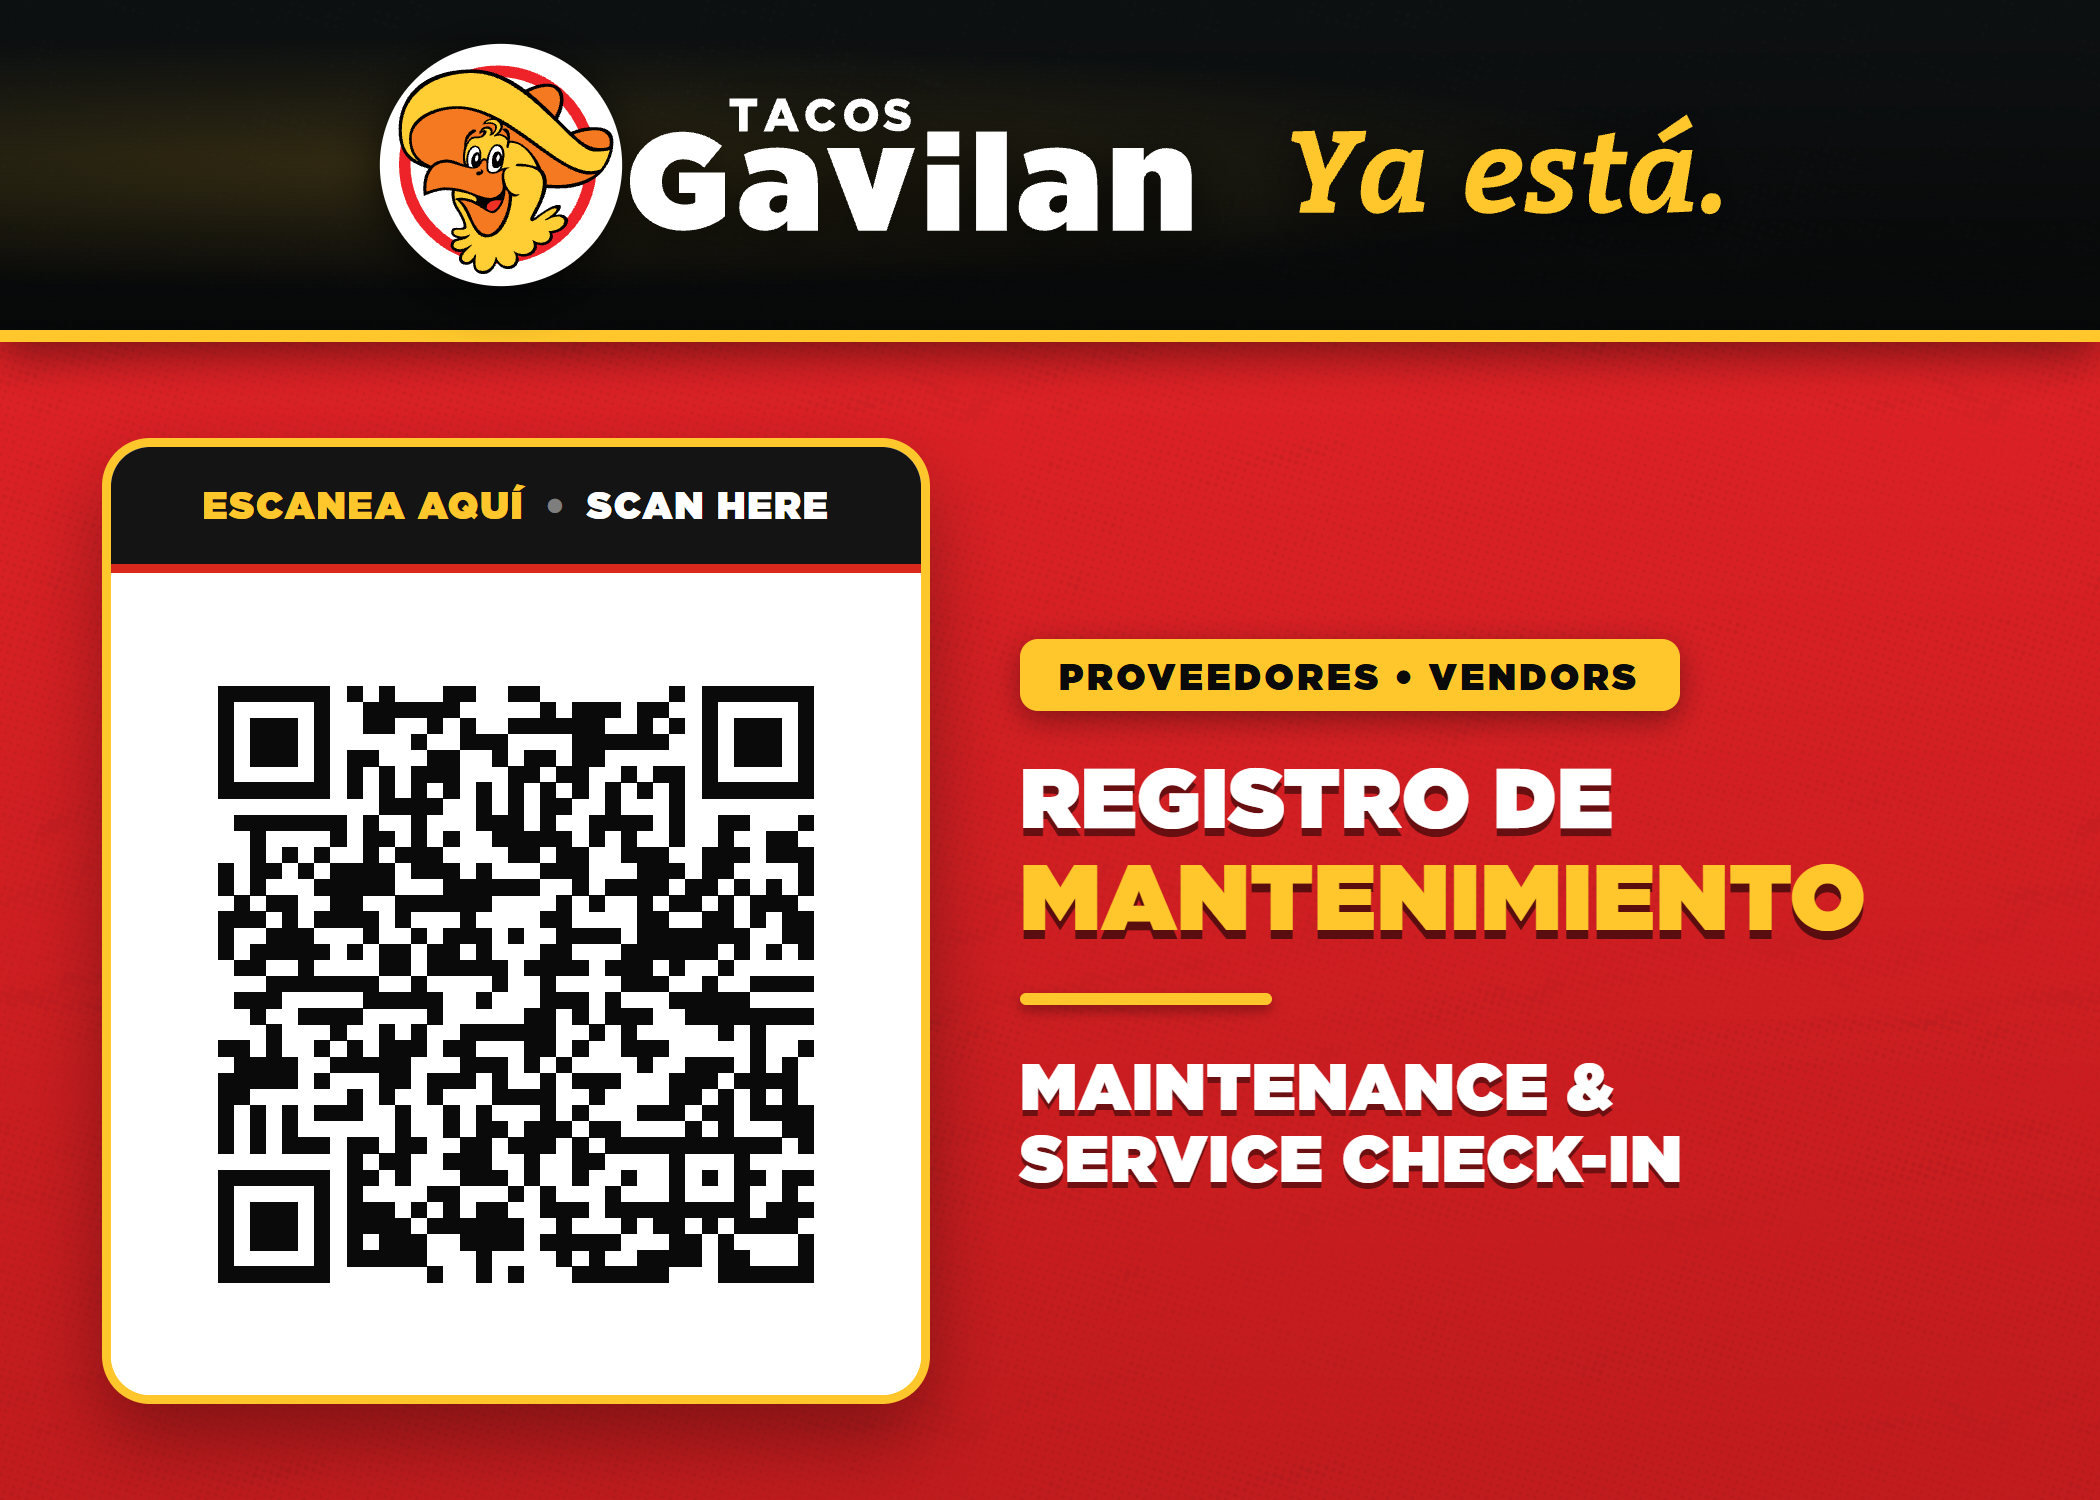 TACOS
Gavilan
Ya está.
ESCANEA AQUÍ • SCAN HERE
PROVEEDORES • VENDORS
REGISTRO DE
MANTENIMIENTO
MAINTENANCE &
SERVICE CHECK-IN